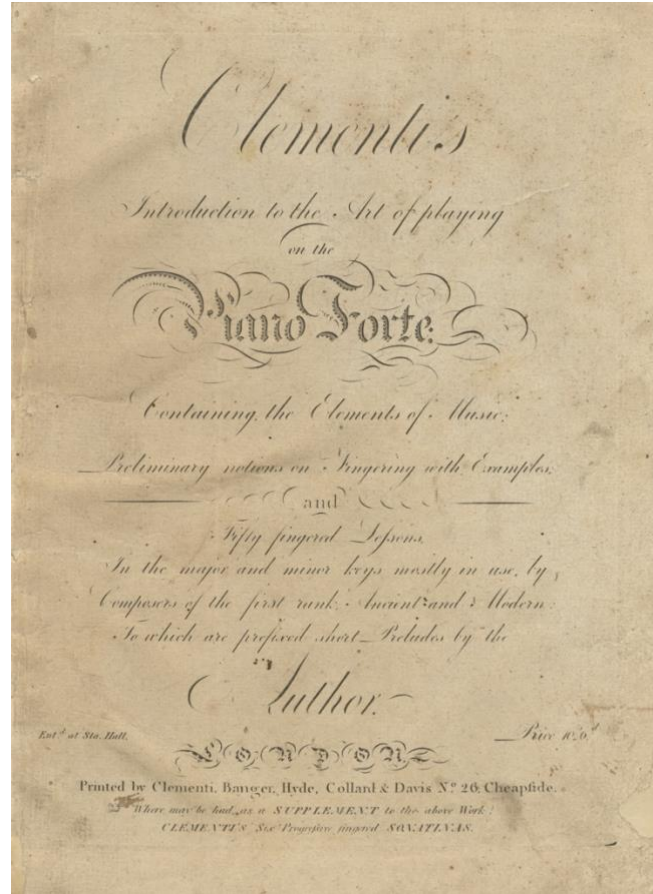 Clementi's
Introduction to the Art of playing
on the
Piano Forte:
Containing, the Elements of Music;
Preliminary notions on Fingering with Examples;
and
Fifty fingered Leſsons,
In the major and minor keys mostly in use, by
Composers of the first rank, Ancient and Modern:
To which are prefixed short Preludes by the
Author.
Ent.d at Sta. Hall. Price 10.6d
LONDON
Printed by Clementi, Banger, Hyde, Collard & Davis No. 26, Cheapſide.
Where may be had, as a SUPPLEMENT to the above Work;
CLEMENTI'S Six Progreſsive fingered SONATINAS.